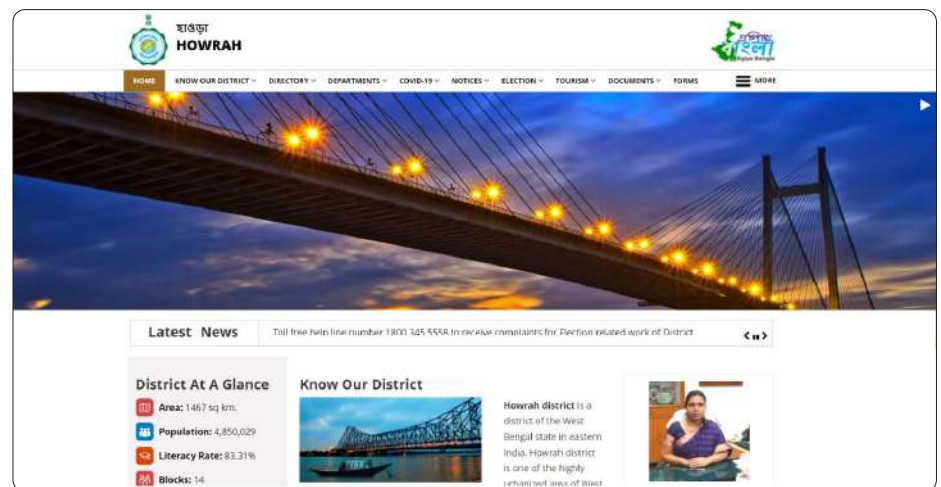 হাওড়া
HOWRAH
এগিয়ে
বাংলা
Egiye Bangla
HOME KNOW OUR DISTRICT DIRECTORY DEPARTMENTS COVID-19 NOTICES ELECTION TOURISM DOCUMENTS FORMS MORE
Latest News Toll free help line number 1800 345 5558 to receive complaints for Election related work of District
District At A Glance
Area: 1467 sq km.
Population: 4,850,029
Literacy Rate: 83.31%
Blocks: 14
Know Our District
Howrah district is a
district of the West
Bengal state in eastern
India. Howrah district
is one of the highly
urbanized area of West